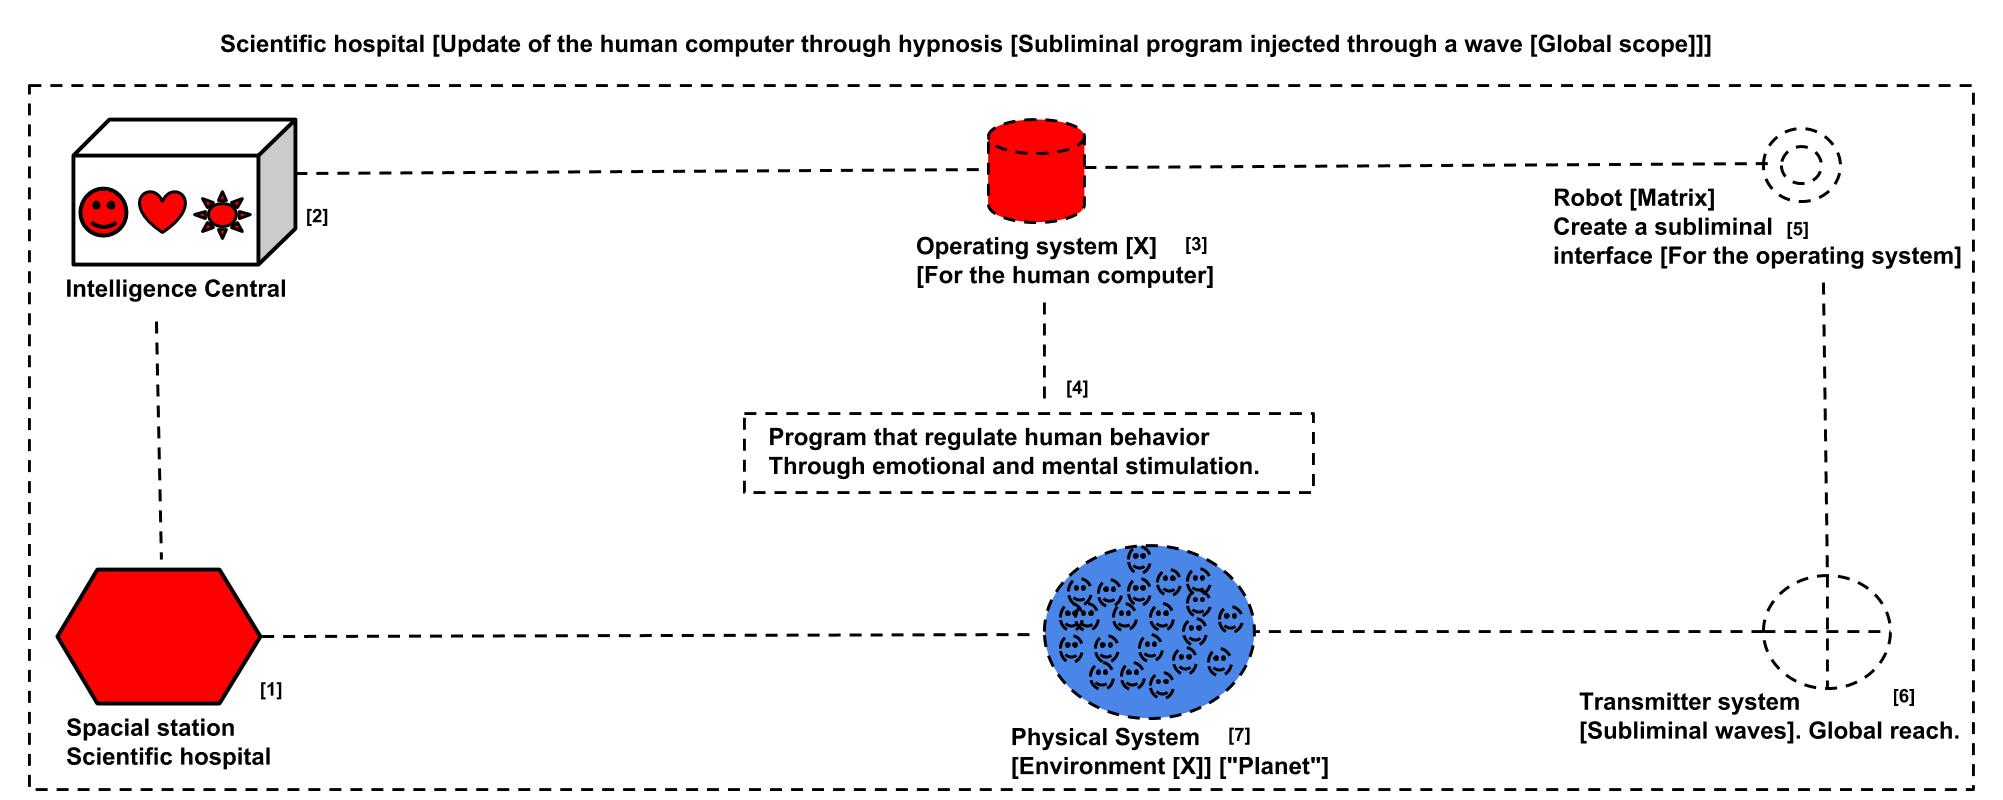 Scientific hospital [Update of the human computer through hypnosis [Subliminal program injected through a wave [Global scope]]]
[2]
Intelligence Central
Operating system [X] [3]
[For the human computer]
Robot [Matrix]
Create a subliminal [5]
interface [For the operating system]
[4]
Program that regulate human behavior
Through emotional and mental stimulation.
[1]
Spacial station
Scientific hospital
Physical System [7]
[Environment [X]] ["Planet"]
Transmitter system [6]
[Subliminal waves]. Global reach.